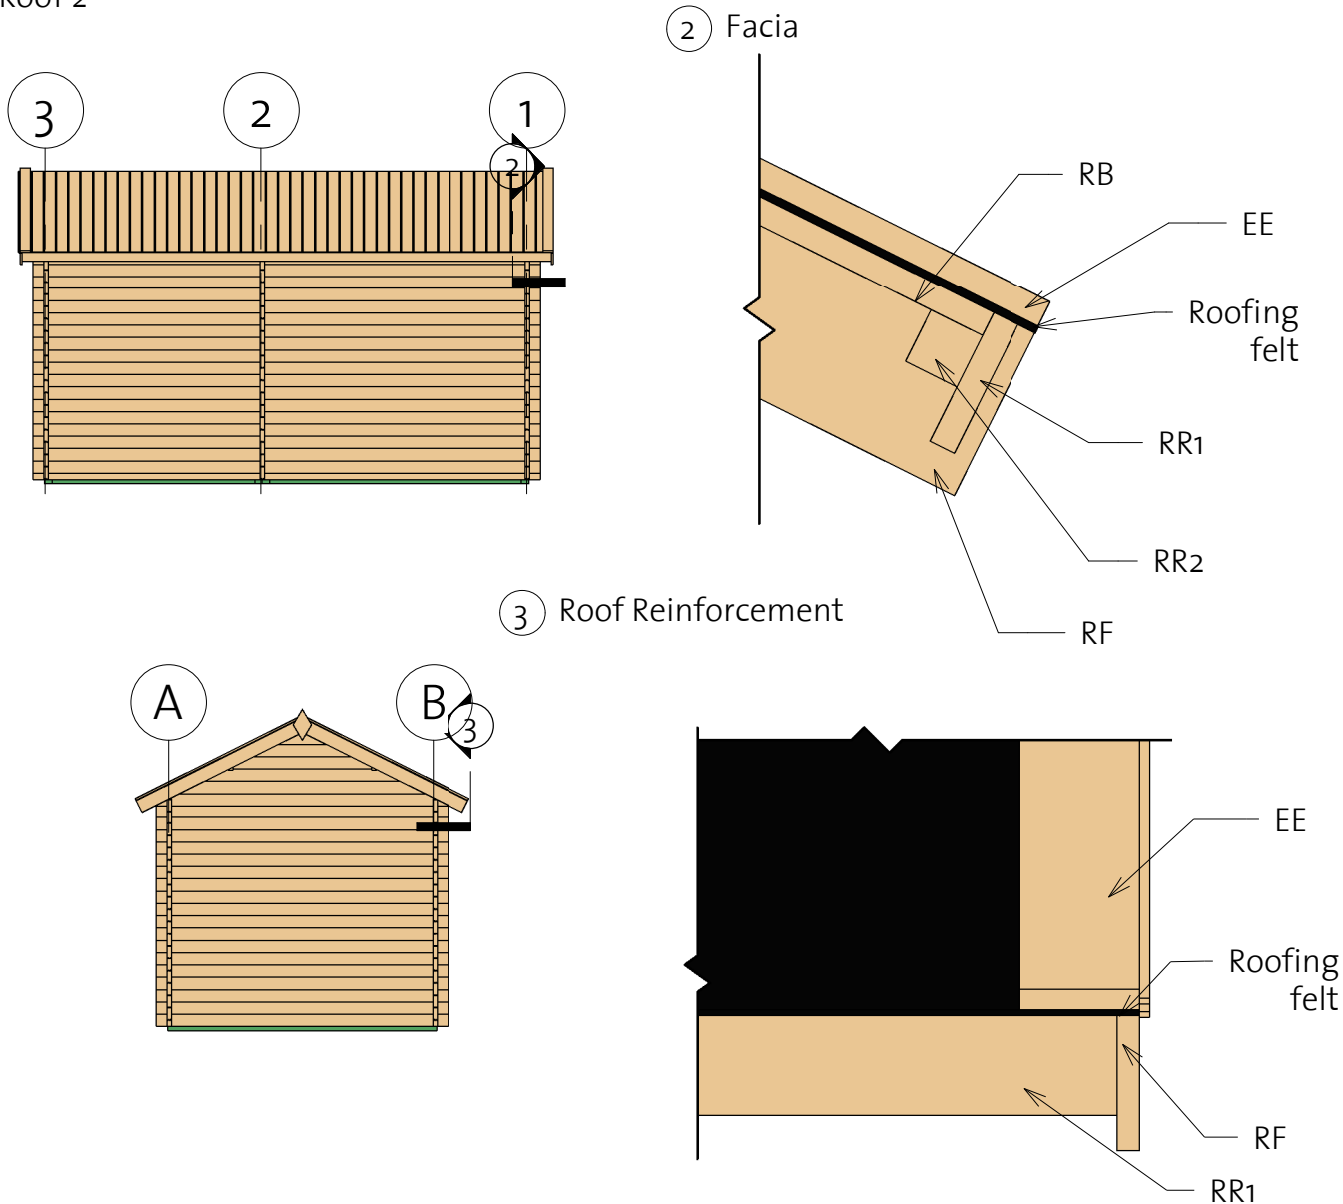 Roof 2
2 Facia
3
2
1
2
RB
EE
Roofing
felt
RR1
RR2
RF
3 Roof Reinforcement
A
B
3
EE
Roofing
felt
RF
RR1